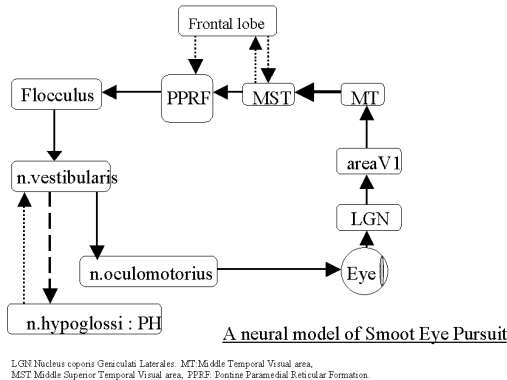 Frontal lobe
Flocculus
PPRF
MST
MT
n.vestibularis
areaV1
LGN
n.oculomotorius
Eye
n.hypoglossi : PH
A neural model of Smoot Eye Pursuit
LGN:Nucleus coporis Geniculati Laterales. MT:Middle Temporal Visual area,
MST:Middle Superior Temporal Visual area, PPRF: Pontine Paramedial Reticular Formation.